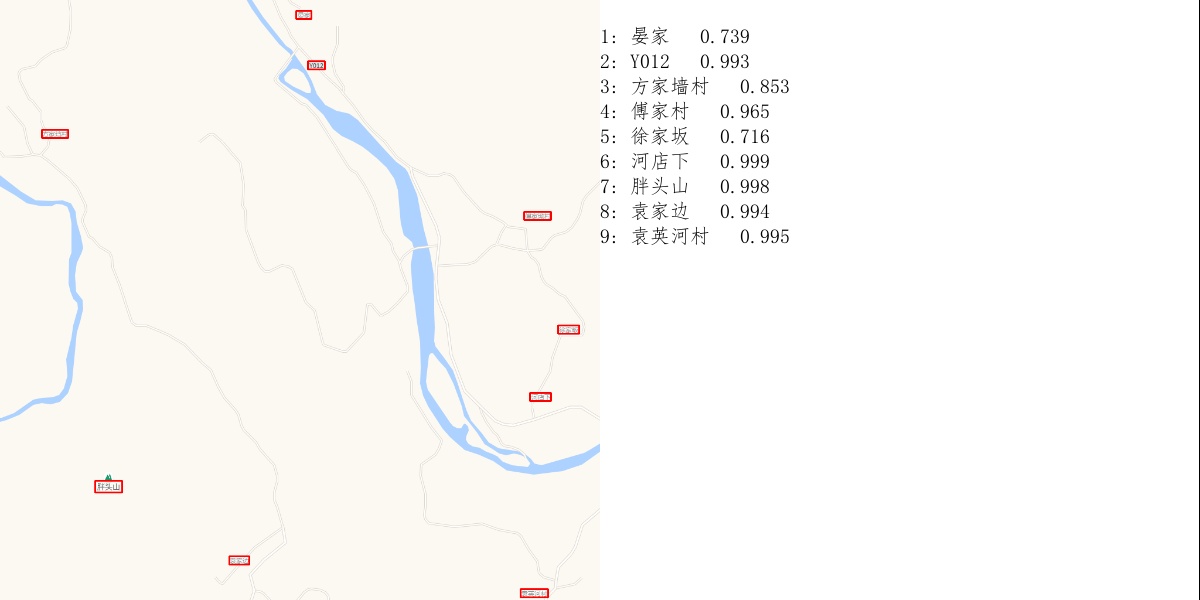 胖头山
1: 晏家 0.739
2: Y012 0.993
3: 方家墙村 0.853
4: 傅家村 0.965
5: 徐家坂 0.716
6: 河店下 0.999
7: 胖头山 0.998
8: 袁家边 0.994
9: 袁英河村 0.995